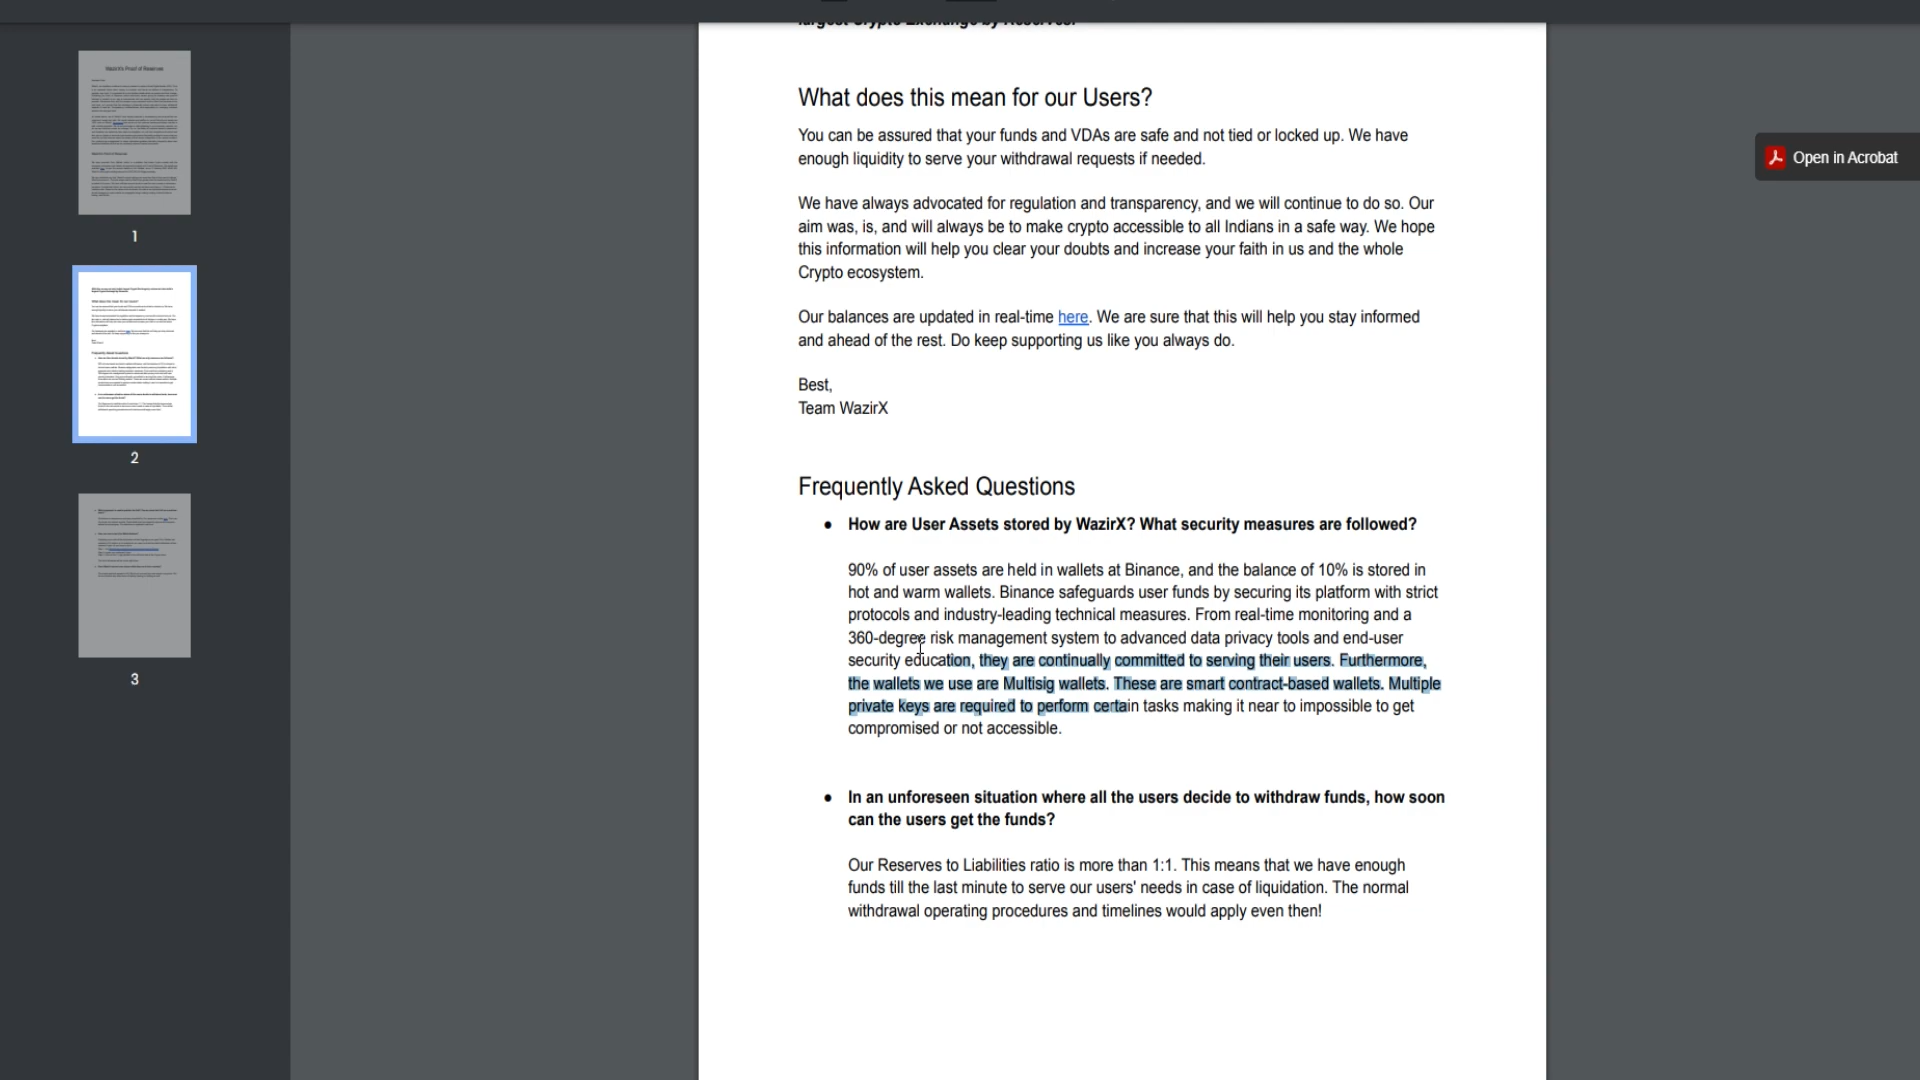 largest Crypto Exchange by Reserves.
What does this mean for our Users?
You can be assured that your funds and VDAs are safe and not tied or locked up. We have
enough liquidity to serve your withdrawal requests if needed.
We have always advocated for regulation and transparency, and we will continue to do so. Our
aim was, is, and will always be to make crypto accessible to all Indians in a safe way. We hope
this information will help you clear your doubts and increase your faith in us and the whole
Crypto ecosystem.
Our balances are updated in real-time here. We are sure that this will help you stay informed
and ahead of the rest. Do keep supporting us like you always do.
Best,
Team WazirX
Frequently Asked Questions
● How are User Assets stored by WazirX? What security measures are followed?
90% of user assets are held in wallets at Binance, and the balance of 10% is stored in
hot and warm wallets. Binance safeguards user funds by securing its platform with strict
protocols and industry-leading technical measures. From real-time monitoring and a
360-degree risk management system to advanced data privacy tools and end-user
security education, they are continually committed to serving their users. Furthermore,
the wallets we use are Multisig wallets. These are smart contract-based wallets. Multiple
private keys are required to perform certain tasks making it near to impossible to get
compromised or not accessible.
● In an unforeseen situation where all the users decide to withdraw funds, how soon
can the users get the funds?
Our Reserves to Liabilities ratio is more than 1:1. This means that we have enough
funds till the last minute to serve our users' needs in case of liquidation. The normal
withdrawal operating procedures and timelines would apply even then!
WazirX's Proof of Reserves
1
2
3
Open in Acrobat